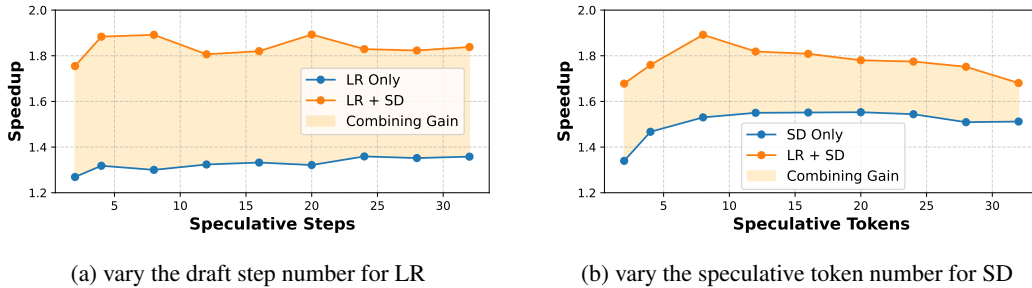 2.0
1.8
1.6
1.4
1.2
Speedup
LR Only
LR + SD
Combining Gain
5 10 15 20 25 30
Speculative Steps
(a) vary the draft step number for LR
2.0
1.8
1.6
1.4
1.2
Speedup
SD Only
LR + SD
Combining Gain
5 10 15 20 25 30
Speculative Tokens
(b) vary the speculative token number for SD